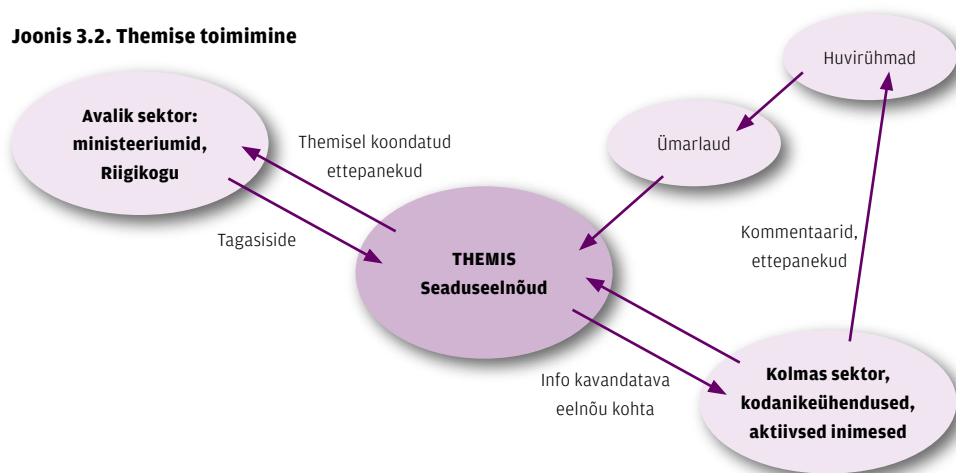 Joonis 3.2. Themise toimimine
Huvirühmad
Avalik sektor:
ministeeriumid,
Riigikogu
Themisel koondatud
ettepanekud
Ümarlaud
Tagasiside
Kommentaarid,
ettepanekud
THEMIS
Seaduseelnõud
Info kavandatava
eelnõu kohta
Kolmas sektor,
kodanikeühendused,
aktiivsed inimesed